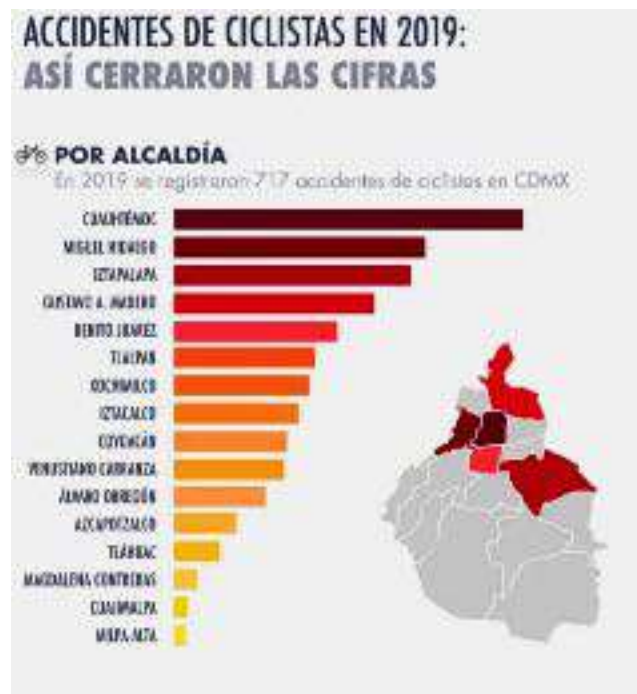 ACCIDENTES DE CICLISTAS EN 2019:
ASÍ CERRARON LAS CIFRAS
POR ALCALDÍA
En 2019 se registraron 717 accidentes de ciclistas en CDMX
CUAUHTÉMOC
MIGUEL HIDALGO
IZTAPALAPA
GUSTAVO A. MADERO
BENITO JUAREZ
TLALPAN
XOCHIMILCO
IZTACALCO
COYOACÁN
VENUSTIANO CARRANZA
ÁLVARO OBREGÓN
AZCAPOTZALCO
TLÁHUAC
MAGDALENA CONTRERAS
CUAJIMALPA
MILPA ALTA